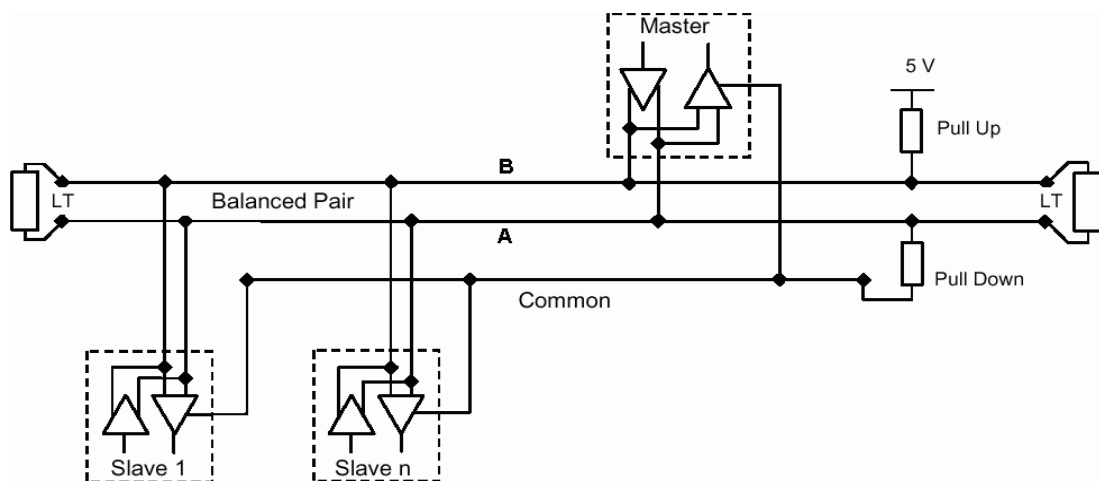 Master
5 V
Pull Up
B
LT
Balanced Pair
LT
A
Pull Down
Common
Slave 1
Slave n